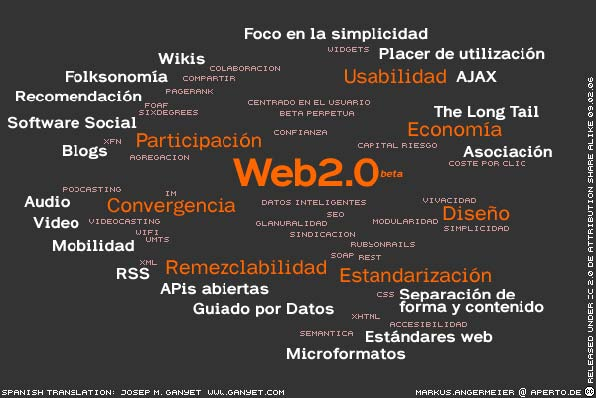 Foco en la simplicidad
WIDGETS
Placer de utilización
Wikis
COLABORACION
Folksonomía
COMPARTIR
Usabilidad
AJAX
PAGERANK
Recomendación
FOAF
CENTRADO EN EL USUARIO
SIXDEGREES
BETA PERPETUA
The Long Tail
Software Social
CONFIANZA
Economía
XFN
Participación
CAPITAL RIESGO
Blogs
AGREGACION
Asociación
COSTE POR CLIC
Web2.0 beta
PODCASTING
IM
Audio
Convergencia
DATOS INTELIGENTES
VIVACIDAD
SEO
Diseño
Video
VIDEOCASTING
GLANURALIDAD
MODULARIDAD
SIMPLICIDAD
WIFI
SINDICACION
Mobilidad
UMTS
RUBYONRAILS
XML
SOAP
REST
RSS
Remezclabilidad
Estandarización
APis abiertas
CSS
Separación de
forma y contenido
Guiado por Datos
XHTML
ACCESIBILIDAD
SEMANTICA
Estándares web
Microformatos
SPANISH TRANSLATION: JOSEP M. GANYET WWW.GANYET.COM
MARKUS.ANGERMEIER @ APERTO.DE
RELEASED UNDER CC 2.0 DE ATTRIBUTION SHARE ALIKE 09.02.06